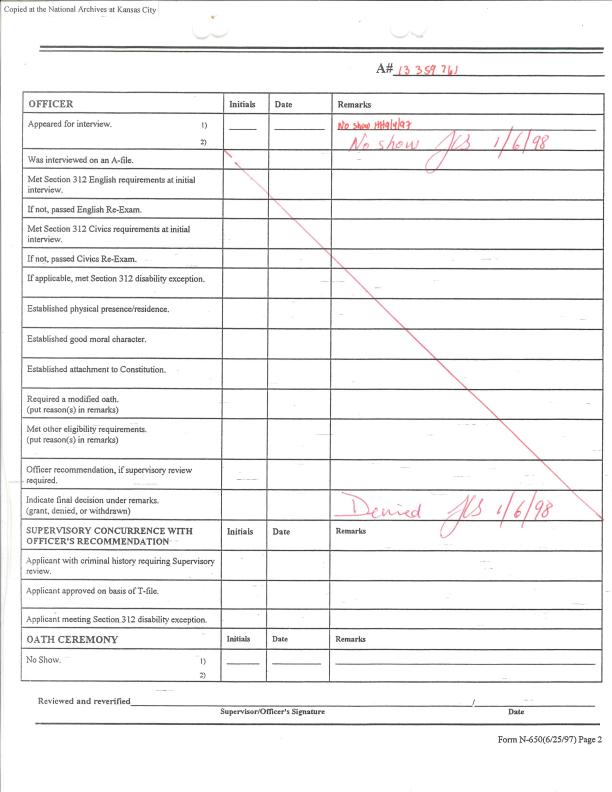 Copied at the National Archives at Kansas City
A# 13 359 761
OFFICER Initials Date Remarks
Appeared for interview. 1) No show 9/9/97
2) No show 1/6/98
Was interviewed on an A-file.
Met Section 312 English requirements at initial
interview.
If not, passed English Re-Exam.
Met Section 312 Civics requirements at initial
interview.
If not, passed Civics Re-Exam.
If applicable, met Section 312 disability exception.
Established physical presence/residence.
Established good moral character.
Established attachment to Constitution.
Required a modified oath.
(put reason(s) in remarks)
Met other eligibility requirements.
(put reason(s) in remarks)
Officer recommendation, if supervisory review
required.
Indicate final decision under remarks.
(grant, denied, or withdrawn) Denied 1/6/98
SUPERVISORY CONCURRENCE WITH Initials Date Remarks
OFFICER'S RECOMMENDATION
Applicant with criminal history requiring Supervisory
review.
Applicant approved on basis of T-file.
Applicant meeting Section 312 disability exception.
OATH CEREMONY Initials Date Remarks
No Show. 1)
2)
Reviewed and reverified /
Supervisor/Officer's Signature Date
Form N-650(6/25/97) Page 2